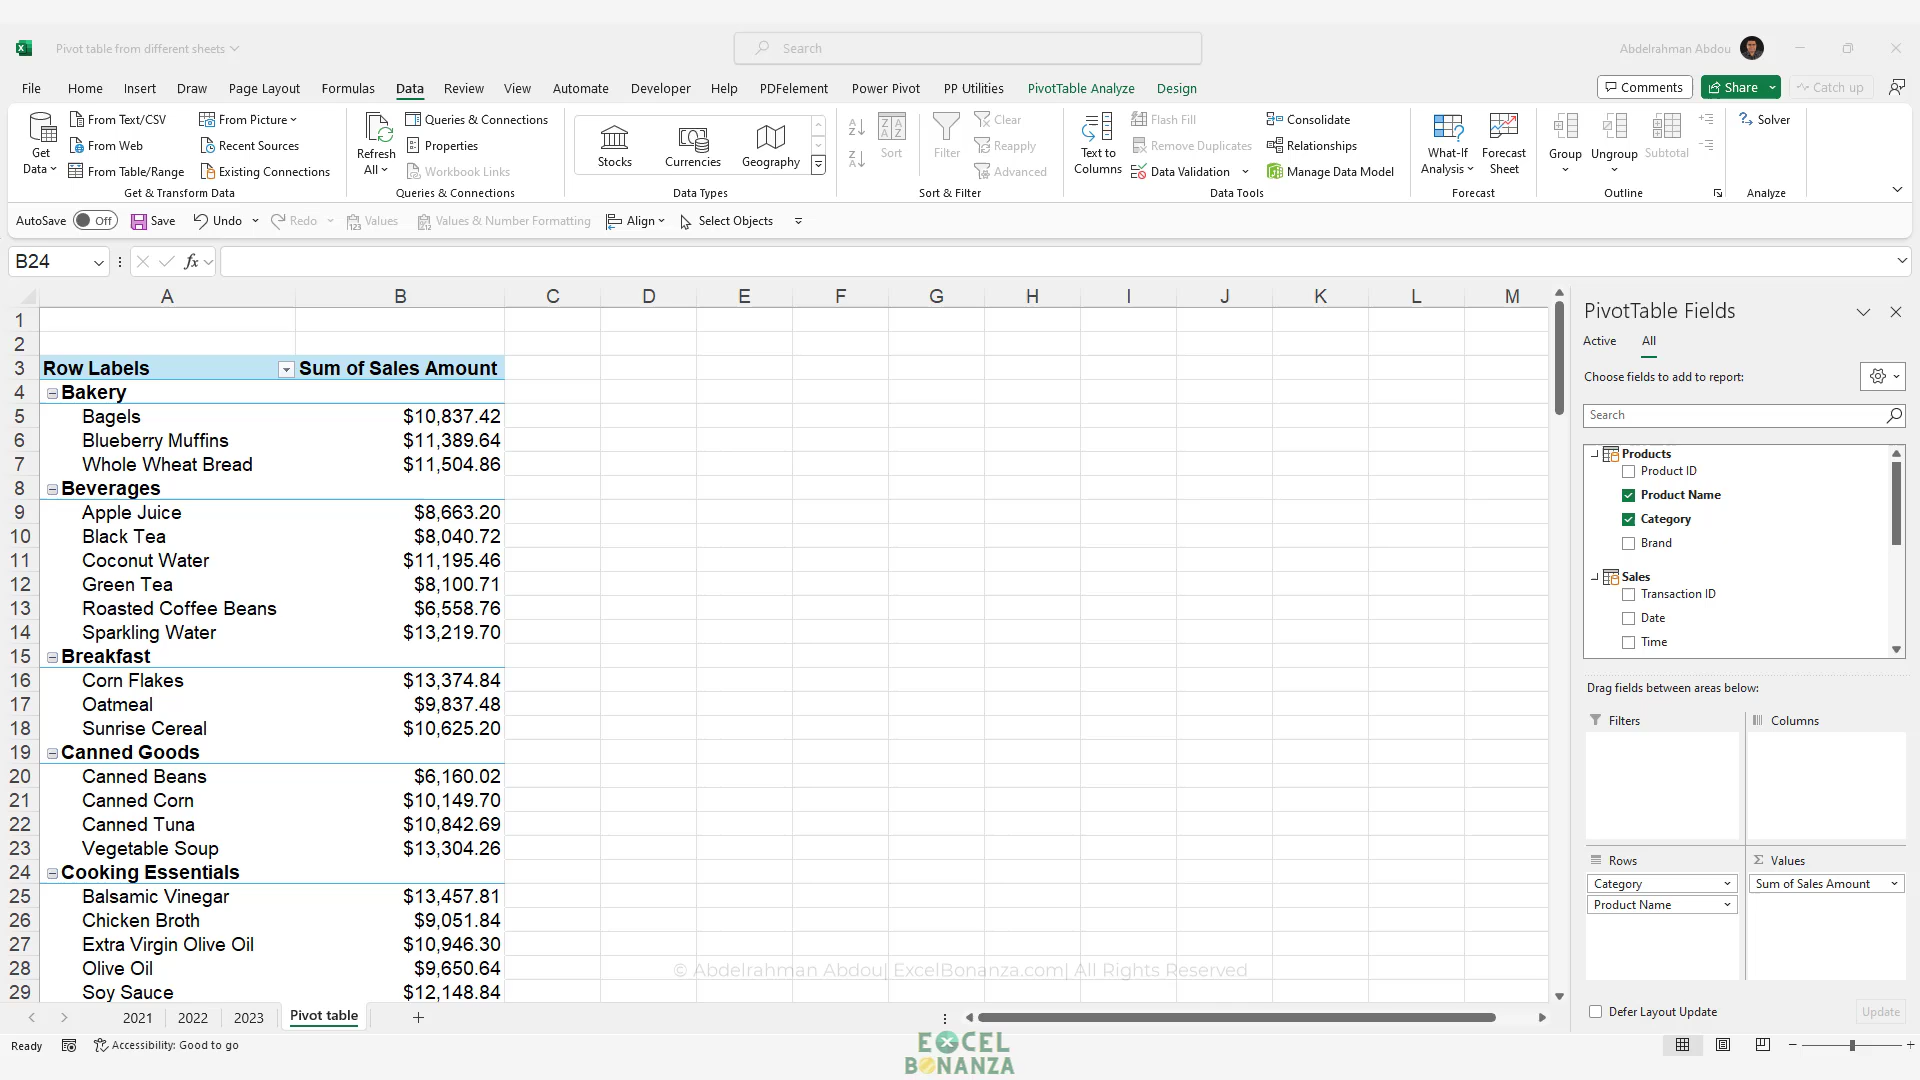 Pivot table from different sheets
Search
Abdelrahman Abdou
File Home Insert Draw Page Layout Formulas Data Review View Automate Developer Help PDFelement Power Pivot PP Utilities PivotTable Analyze Design
Comments Share Catch up
Get Data
From Text/CSV
From Web
From Table/Range
From Picture
Recent Sources
Existing Connections
Get & Transform Data
Refresh All
Queries & Connections
Properties
Workbook Links
Queries & Connections
Stocks Currencies Geography
Data Types
Sort
Filter
Clear
Reapply
Advanced
Sort & Filter
Text to Columns
Flash Fill
Remove Duplicates
Data Validation
Consolidate
Relationships
Manage Data Model
Data Tools
What-If Analysis
Forecast Sheet
Forecast
Group Ungroup Subtotal
Outline
Solver
Analyze
AutoSave Off Save Undo Redo Values Values & Number Formatting Align Select Objects
B24 fx
A B C D E F G H I J K L M
1
2
3 Row Labels Sum of Sales Amount
4 Bakery
5 Bagels $10,837.42
6 Blueberry Muffins $11,389.64
7 Whole Wheat Bread $11,504.86
8 Beverages
9 Apple Juice $8,663.20
10 Black Tea $8,040.72
11 Coconut Water $11,195.46
12 Green Tea $8,100.71
13 Roasted Coffee Beans $6,558.76
14 Sparkling Water $13,219.70
15 Breakfast
16 Corn Flakes $13,374.84
17 Oatmeal $9,837.48
18 Sunrise Cereal $10,625.20
19 Canned Goods
20 Canned Beans $6,160.02
21 Canned Corn $10,149.70
22 Canned Tuna $10,842.69
23 Vegetable Soup $13,304.26
24 Cooking Essentials
25 Balsamic Vinegar $13,457.81
26 Chicken Broth $9,051.84
27 Extra Virgin Olive Oil $10,946.30
28 Olive Oil $9,650.64
29 Soy Sauce $12,148.84
© Abdelrahman Abdou| ExcelBonanza.com| All Rights Reserved
PivotTable Fields
Active All
Choose fields to add to report:
Search
Products
Product ID
Product Name
Category
Brand
Sales
Transaction ID
Date
Time
Drag fields between areas below:
Filters
Columns
Rows
Category
Product Name
Σ Values
Sum of Sales Amount
Defer Layout Update Update
2021 2022 2023 Pivot table
Ready Accessibility: Good to go
EXCEL
BONANZA